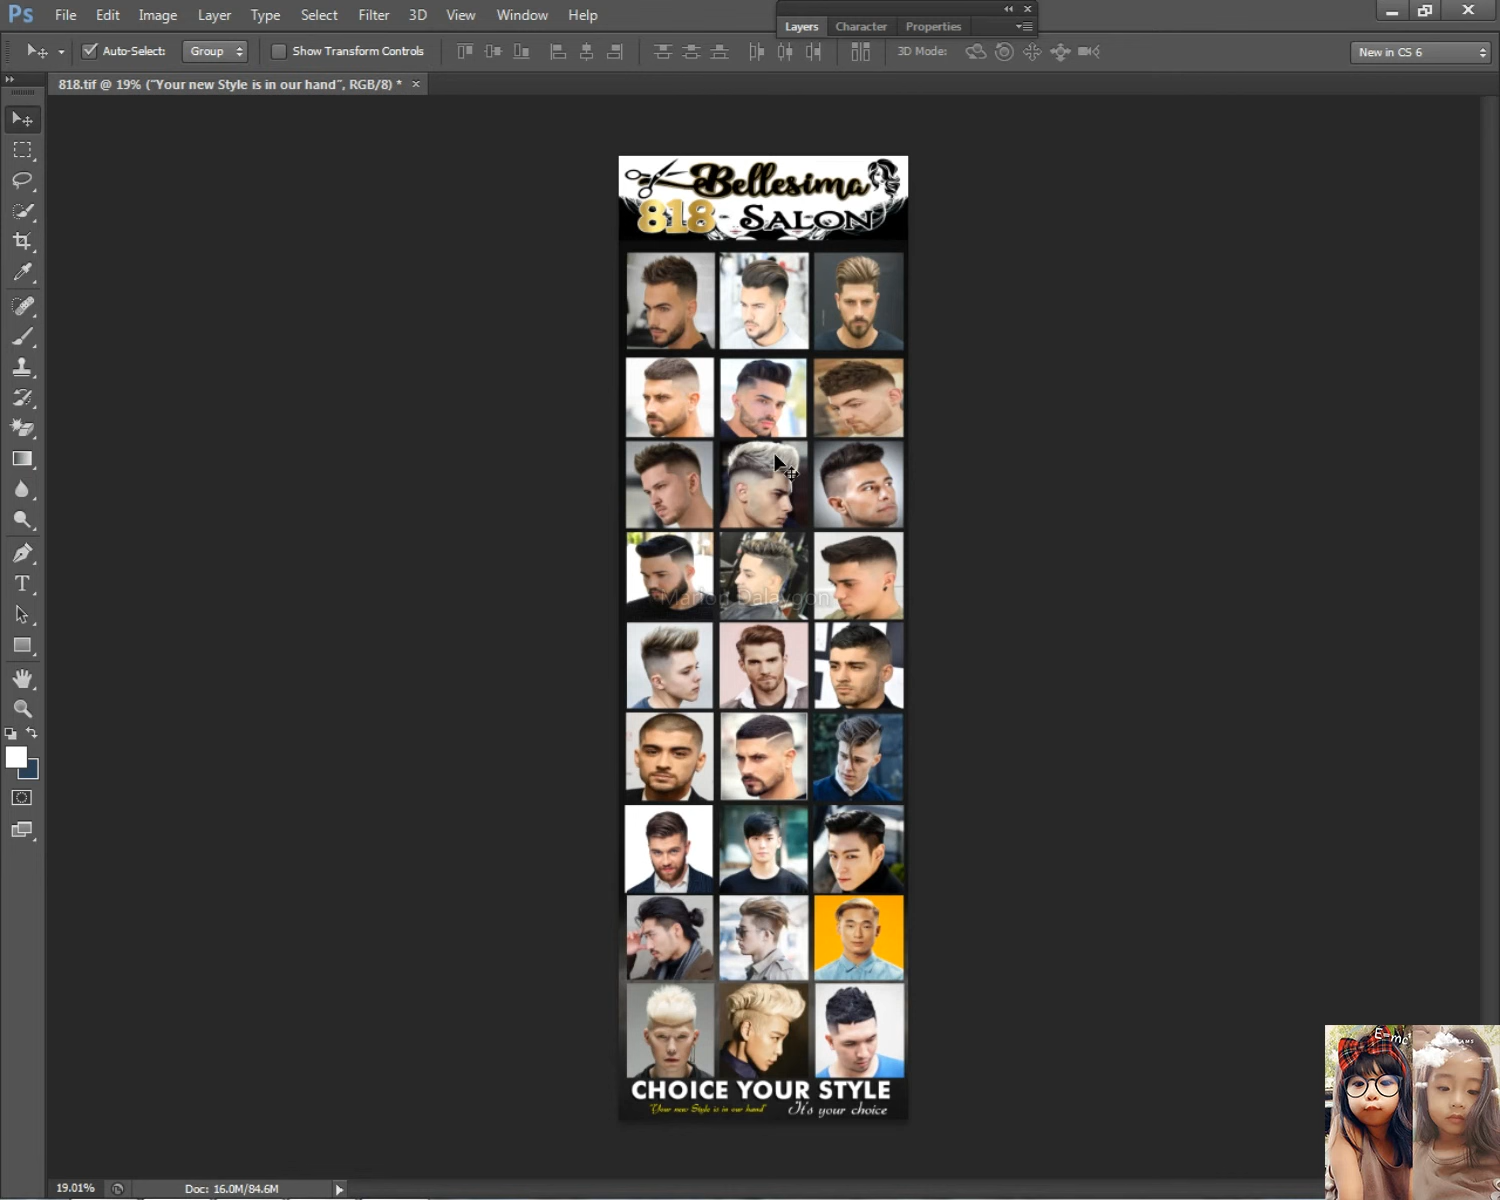 Ps File Edit Image Layer Type Select Filter 3D View Window Help
Layers Character Properties
Auto-Select: Group Show Transform Controls 3D Mode: New in CS 6
818.tif @ 19% ("Your new Style is in our hand", RGB/8) *
Bellesima
818 SALON
Marion Dalaygon
CHOICE YOUR STYLE
"Your new Style is in our hand" It's your choice
E=mc²
19.01% Doc: 16.0M/84.6M